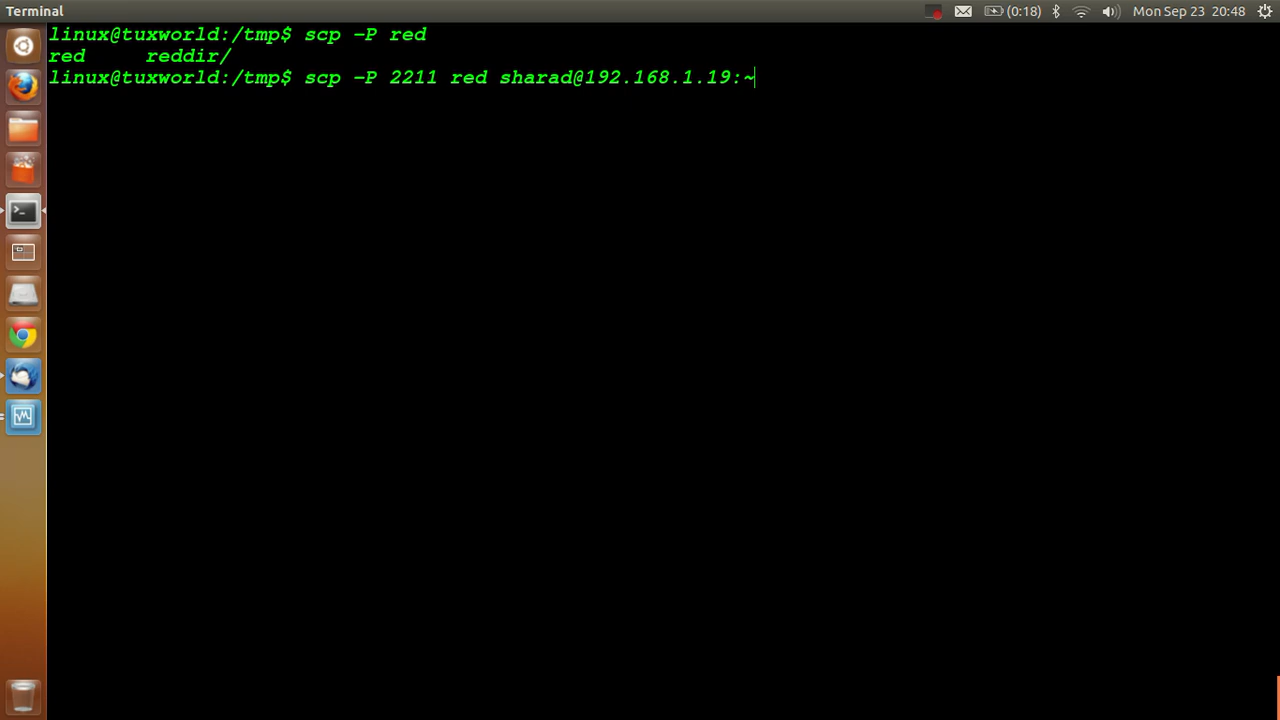 Terminal
(0:18) Mon Sep 23 20:48
linux@tuxworld:/tmp$ scp -P red
red reddir/
linux@tuxworld:/tmp$ scp -P 2211 red sharad@192.168.1.19:~